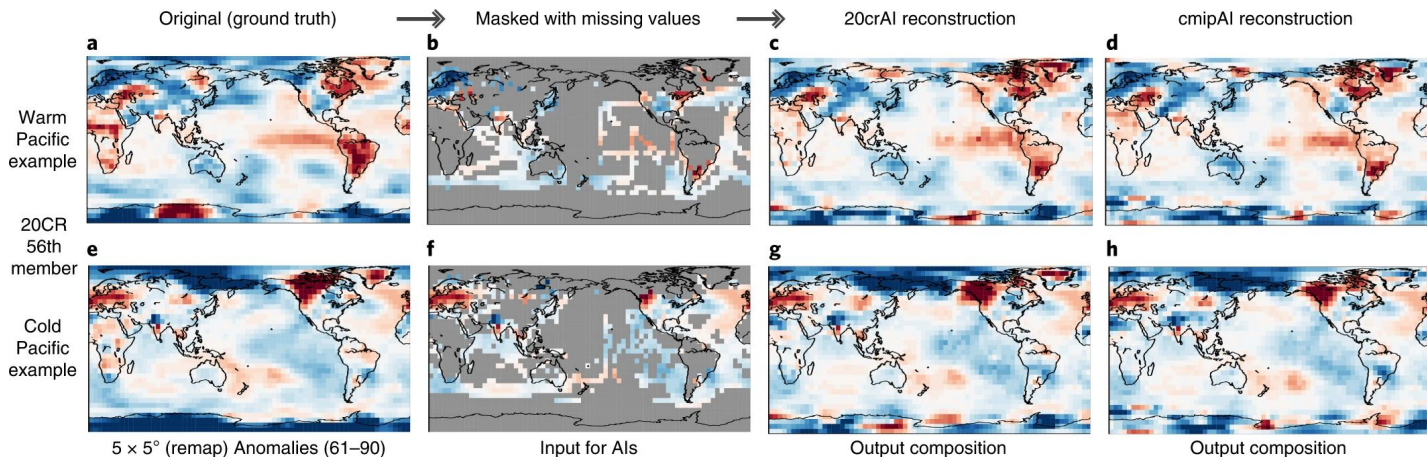 Original (ground truth)
Masked with missing values
20crAI reconstruction
cmipAI reconstruction
a
b
c
d
Warm
Pacific
example
20CR
56th
member
e
f
g
h
Cold
Pacific
example
5 × 5° (remap) Anomalies (61–90)
Input for AIs
Output composition
Output composition